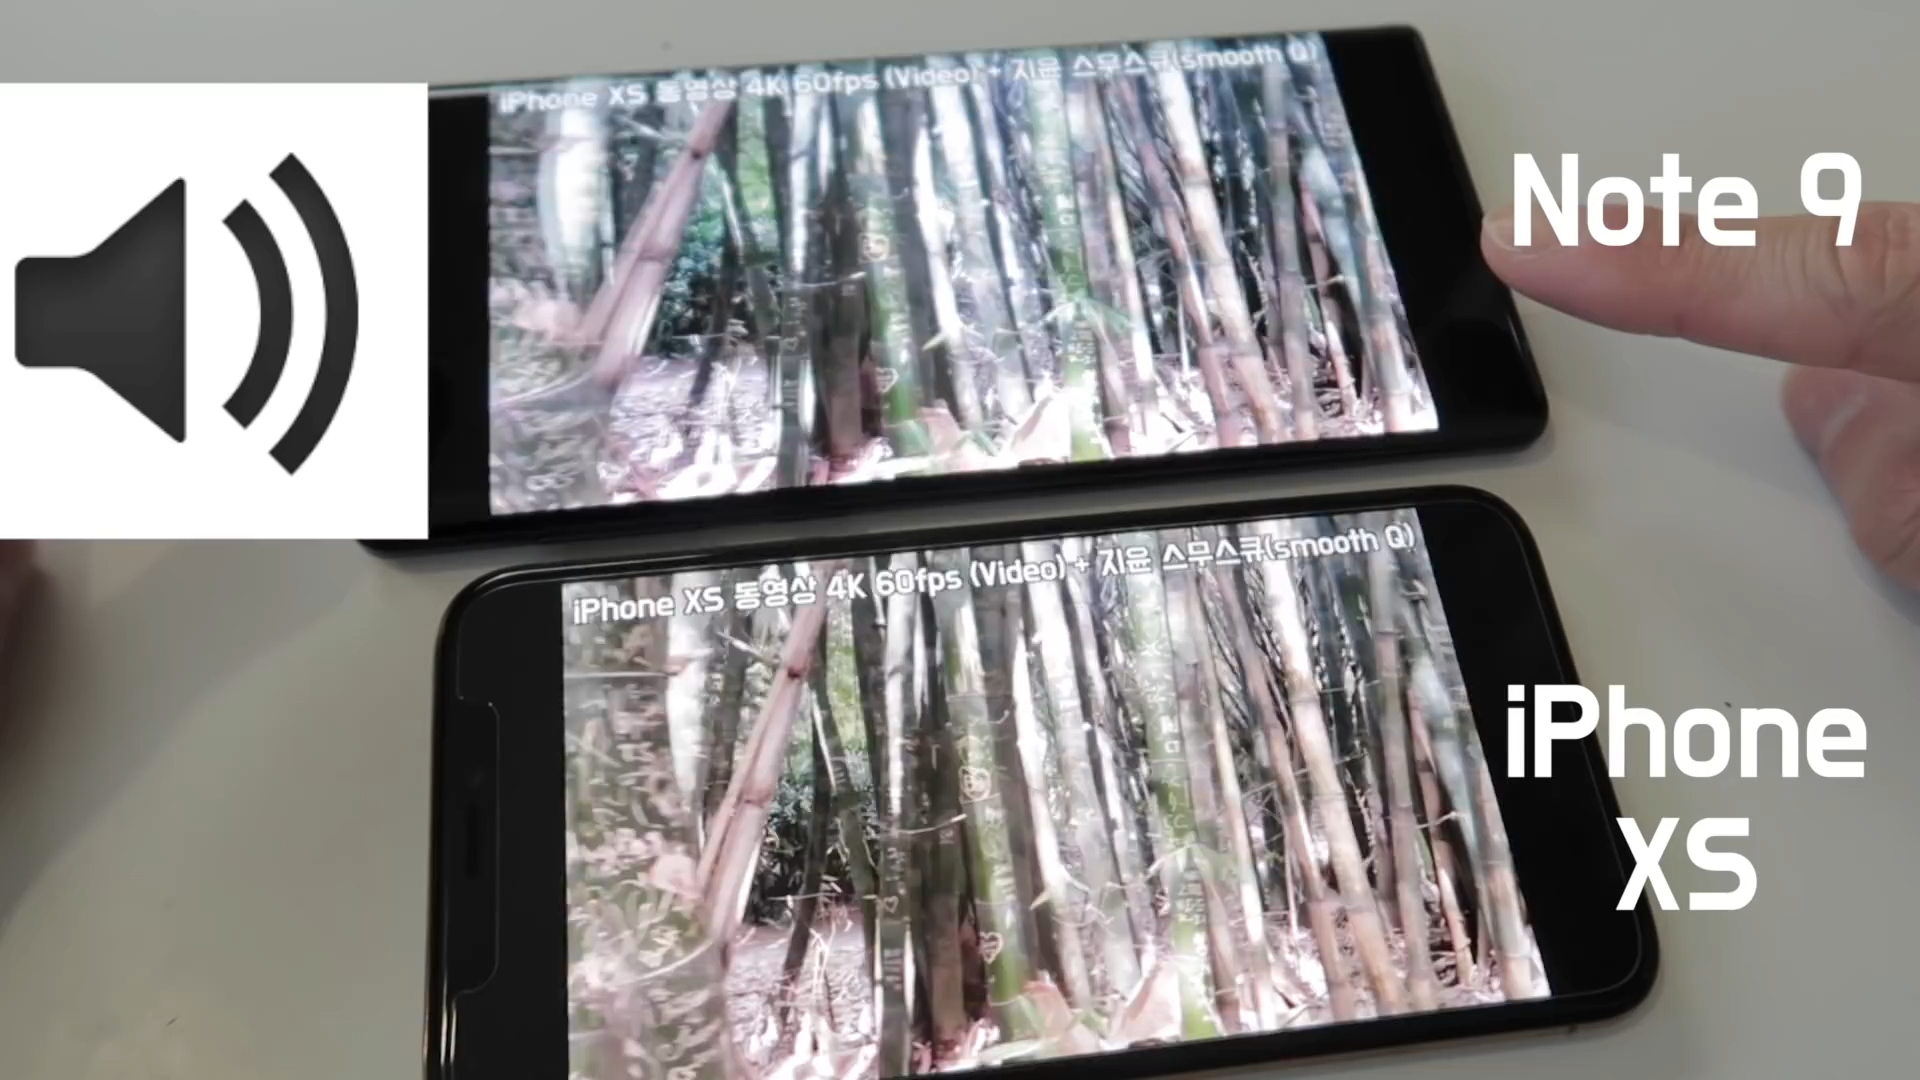 iPhone XS 동영상 4K 60fps (Video) + 지윤 스무스큐(smooth Q)
Note 9
iPhone XS 동영상 4K 60fps (Video) + 지윤 스무스큐(smooth Q)
iPhone
XS